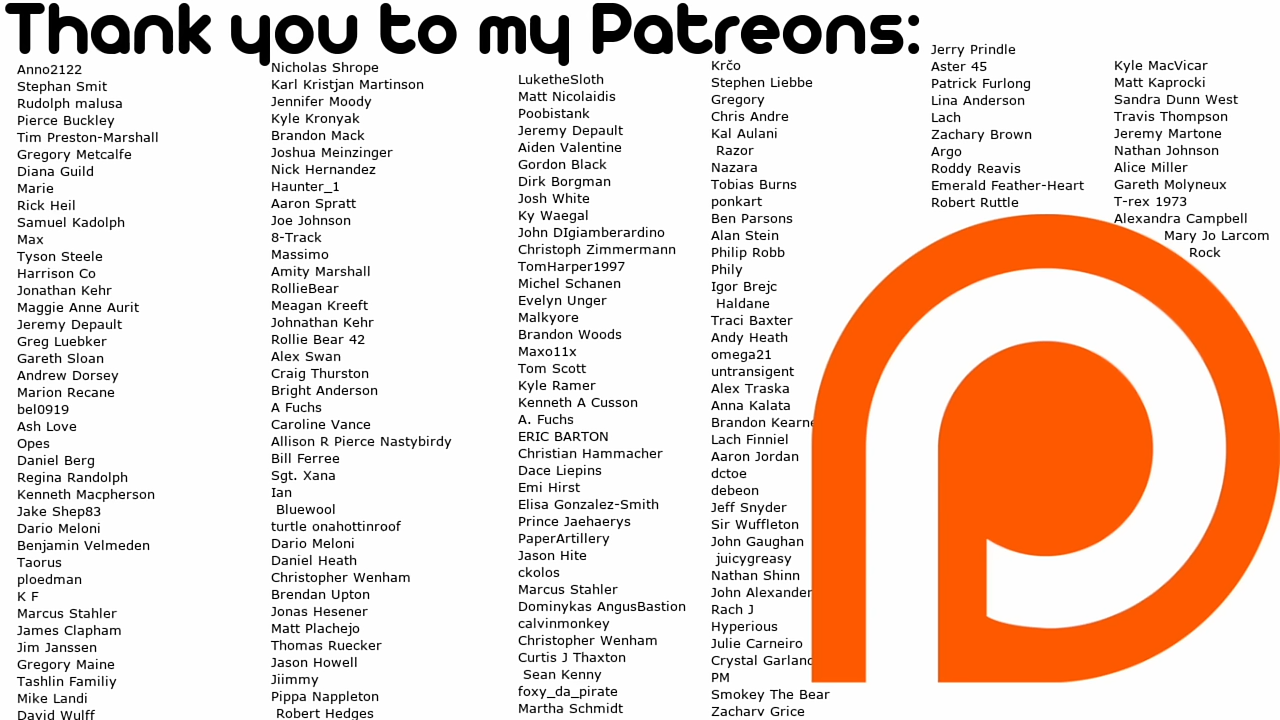 Thank you to my Patreons:
Anno2122
Stephan Smit
Rudolph malusa
Pierce Buckley
Tim Preston-Marshall
Gregory Metcalfe
Diana Guild
Marie
Rick Heil
Samuel Kadolph
Max
Tyson Steele
Harrison Co
Jonathan Kehr
Maggie Anne Aurit
Jeremy Depault
Greg Luebker
Gareth Sloan
Andrew Dorsey
Marion Recane
bel0919
Ash Love
Opes
Daniel Berg
Regina Randolph
Kenneth Macpherson
Jake Shep83
Dario Meloni
Benjamin Velmeden
Taorus
ploedman
K F
Marcus Stahler
James Clapham
Jim Janssen
Gregory Maine
Tashlin Familiy
Mike Landi
David Wulff
Nicholas Shrope
Karl Kristjan Martinson
Jennifer Moody
Kyle Kronyak
Brandon Mack
Joshua Meinzinger
Nick Hernandez
Haunter_1
Aaron Spratt
Joe Johnson
8-Track
Massimo
Amity Marshall
RollieBear
Meagan Kreeft
Johnathan Kehr
Rollie Bear 42
Alex Swan
Craig Thurston
Bright Anderson
A Fuchs
Caroline Vance
Allison R Pierce Nastybirdy
Bill Ferree
Sgt. Xana
Ian
Bluewool
turtle onahottinroof
Dario Meloni
Daniel Heath
Christopher Wenham
Brendan Upton
Jonas Hesener
Matt Plachejo
Thomas Ruecker
Jason Howell
Jiimmy
Pippa Nappleton
Robert Hedges
LuketheSloth
Matt Nicolaidis
Poobistank
Jeremy Depault
Aiden Valentine
Gordon Black
Dirk Borgman
Josh White
Ky Waegal
John DIgiamberardino
Christoph Zimmermann
TomHarper1997
Michel Schanen
Evelyn Unger
Malkyore
Brandon Woods
Maxo11x
Tom Scott
Kyle Ramer
Kenneth A Cusson
A. Fuchs
ERIC BARTON
Christian Hammacher
Dace Liepins
Emi Hirst
Elisa Gonzalez-Smith
Prince Jaehaerys
PaperArtillery
Jason Hite
ckolos
Marcus Stahler
Dominykas AngusBastion
calvinmonkey
Christopher Wenham
Curtis J Thaxton
Sean Kenny
foxy_da_pirate
Martha Schmidt
Krčo
Stephen Liebbe
Gregory
Chris Andre
Kal Aulani
Razor
Nazara
Tobias Burns
ponkart
Ben Parsons
Alan Stein
Philip Robb
Phily
Igor Brejc
Haldane
Traci Baxter
Andy Heath
omega21
untransigent
Alex Traska
Anna Kalata
Brandon Kearne
Lach Finniel
Aaron Jordan
dctoe
debeon
Jeff Snyder
Sir Wuffleton
John Gaughan
juicygreasy
Nathan Shinn
John Alexander
Rach J
Hyperious
Julie Carneiro
Crystal Garland
PM
Smokey The Bear
Zachary Grice
Jerry Prindle
Aster 45
Patrick Furlong
Lina Anderson
Lach
Zachary Brown
Argo
Roddy Reavis
Emerald Feather-Heart
Robert Ruttle
Kyle MacVicar
Matt Kaprocki
Sandra Dunn West
Travis Thompson
Jeremy Martone
Nathan Johnson
Alice Miller
Gareth Molyneux
T-rex 1973
Alexandra Campbell
Mary Jo Larcom
Rock